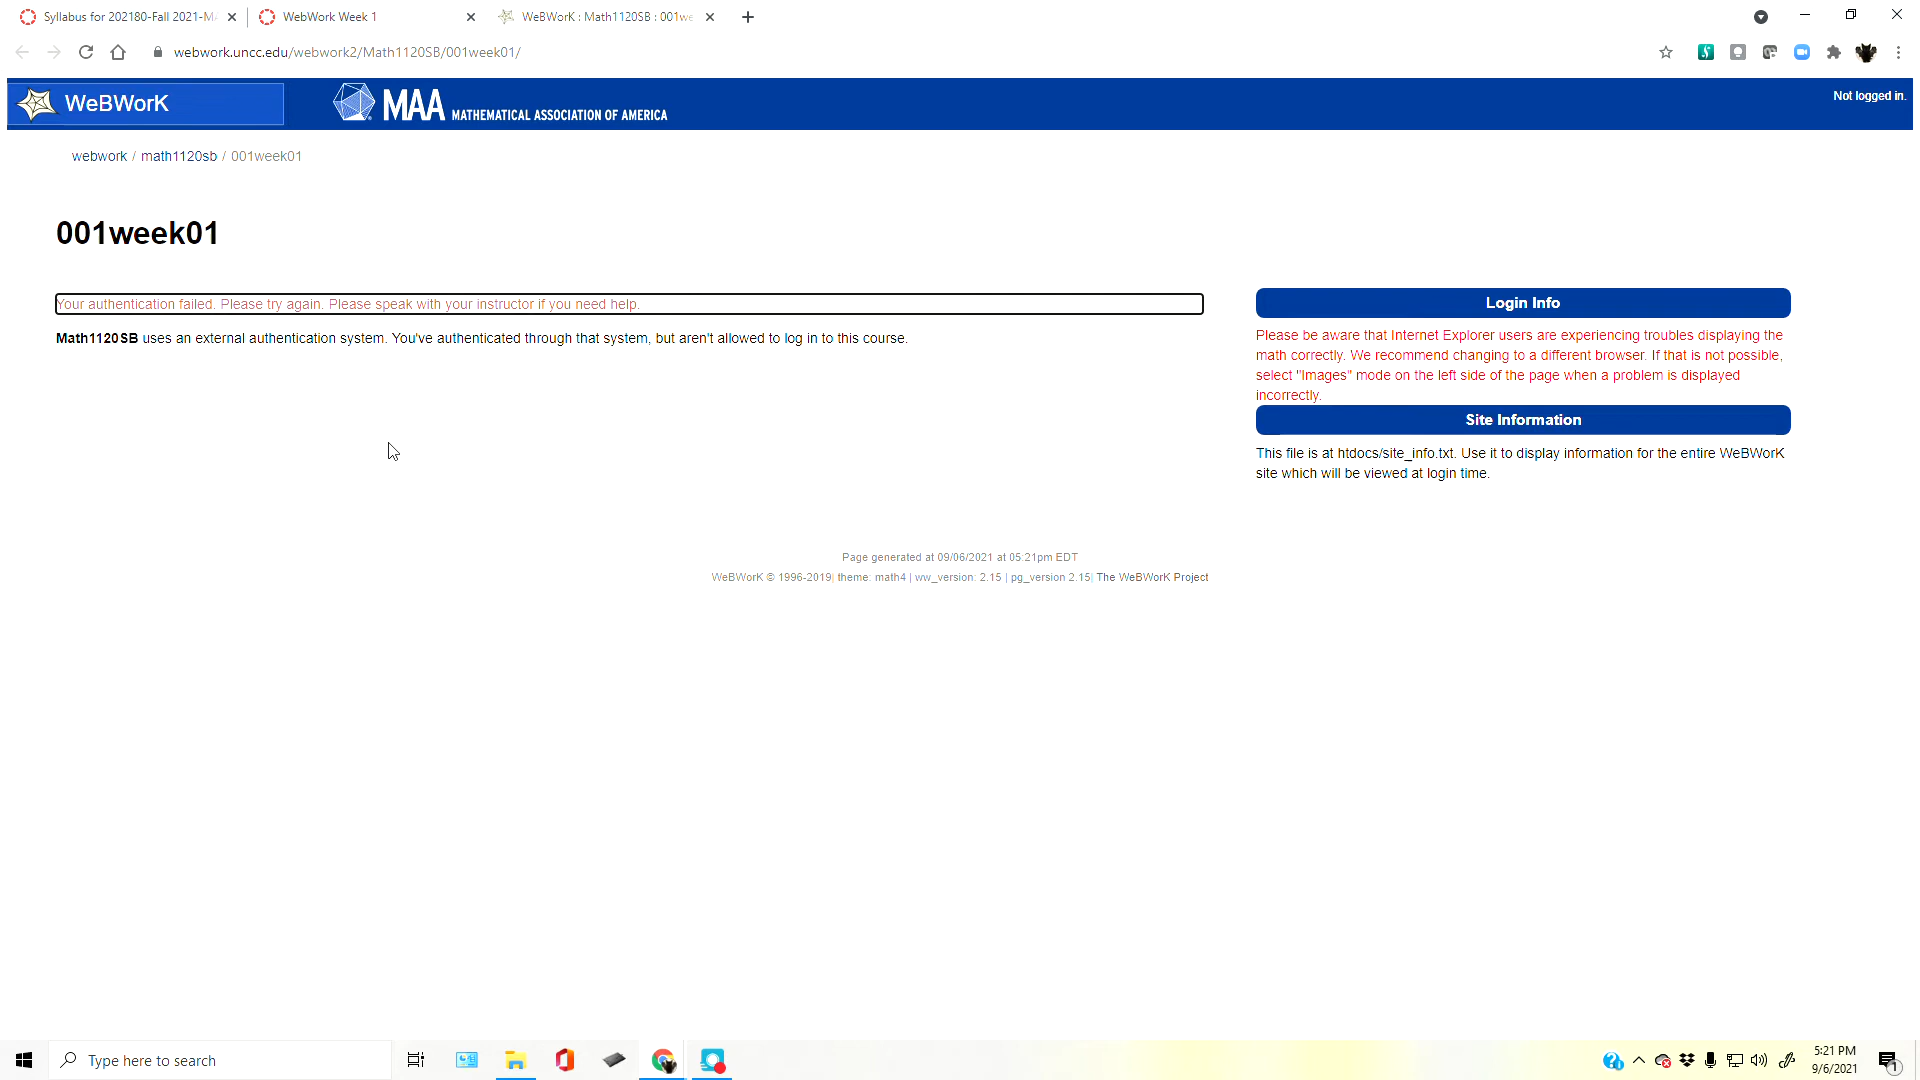 Syllabus for 202180-Fall 2021-M
WebWork Week 1
WeBWorK : Math1120SB : 001we
webwork.uncc.edu/webwork2/Math1120SB/001week01/
WeBWorK
MAA MATHEMATICAL ASSOCIATION OF AMERICA
Not logged in.
webwork / math1120sb / 001week01
001week01
Your authentication failed. Please try again. Please speak with your instructor if you need help.
Math1120SB uses an external authentication system. You've authenticated through that system, but aren't allowed to log in to this course.
Login Info
Please be aware that Internet Explorer users are experiencing troubles displaying the
math correctly. We recommend changing to a different browser. If that is not possible,
select "Images" mode on the left side of the page when a problem is displayed
incorrectly.
Site Information
This file is at htdocs/site_info.txt. Use it to display information for the entire WeBWorK
site which will be viewed at login time.
Page generated at 09/06/2021 at 05:21pm EDT
WeBWorK © 1996-2019| theme: math4 | ww_version: 2.15 | pg_version 2.15| The WeBWorK Project
Type here to search
5:21 PM
9/6/2021
1